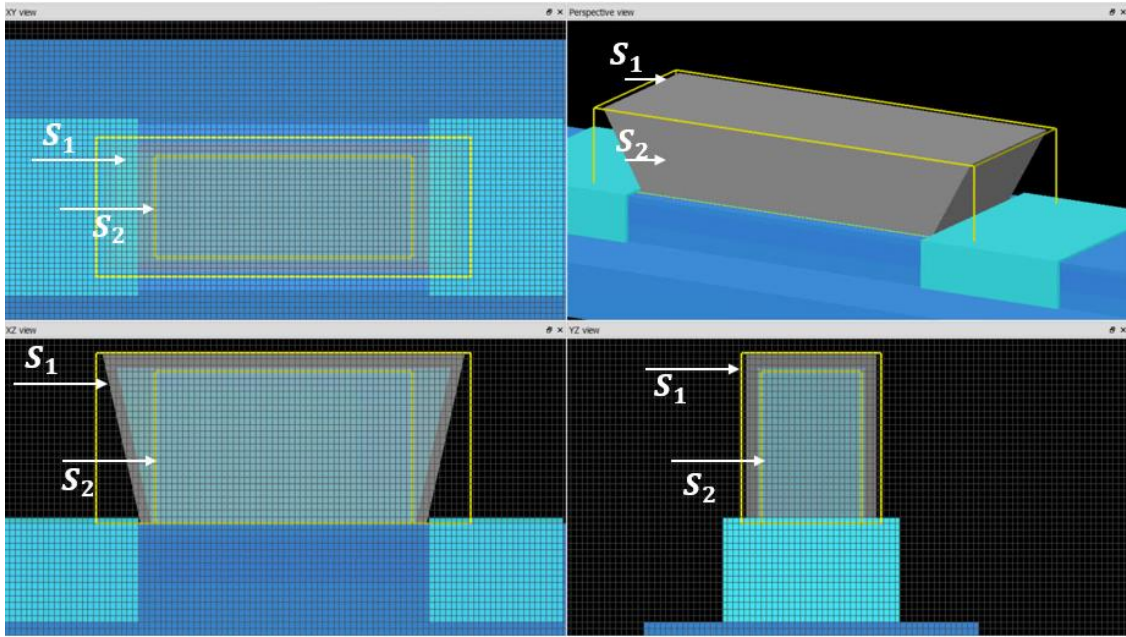 XY view
Perspective view
S₁
S₂
S₁
S₂
XZ view
YZ view
S₁
S₂
S₁
S₂